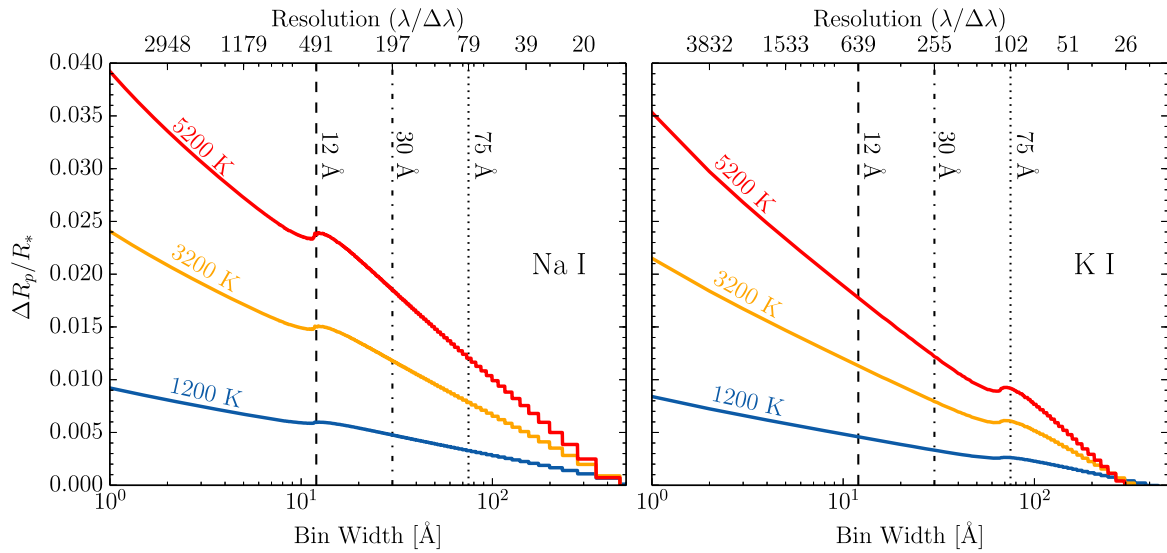 Resolution (λ/Δλ)
2948 1179 491 197 79 39 20
Resolution (λ/Δλ)
3832 1533 639 255 102 51 26
0.040
0.035
0.030
0.025
0.020
0.015
0.010
0.005
0.000
ΔR_p/R_*
5200 K
3200 K
1200 K
12 Å
30 Å
75 Å
Na I
10^0 10^1 10^2
Bin Width [Å]
5200 K
3200 K
1200 K
12 Å
30 Å
75 Å
K I
10^0 10^1 10^2
Bin Width [Å]